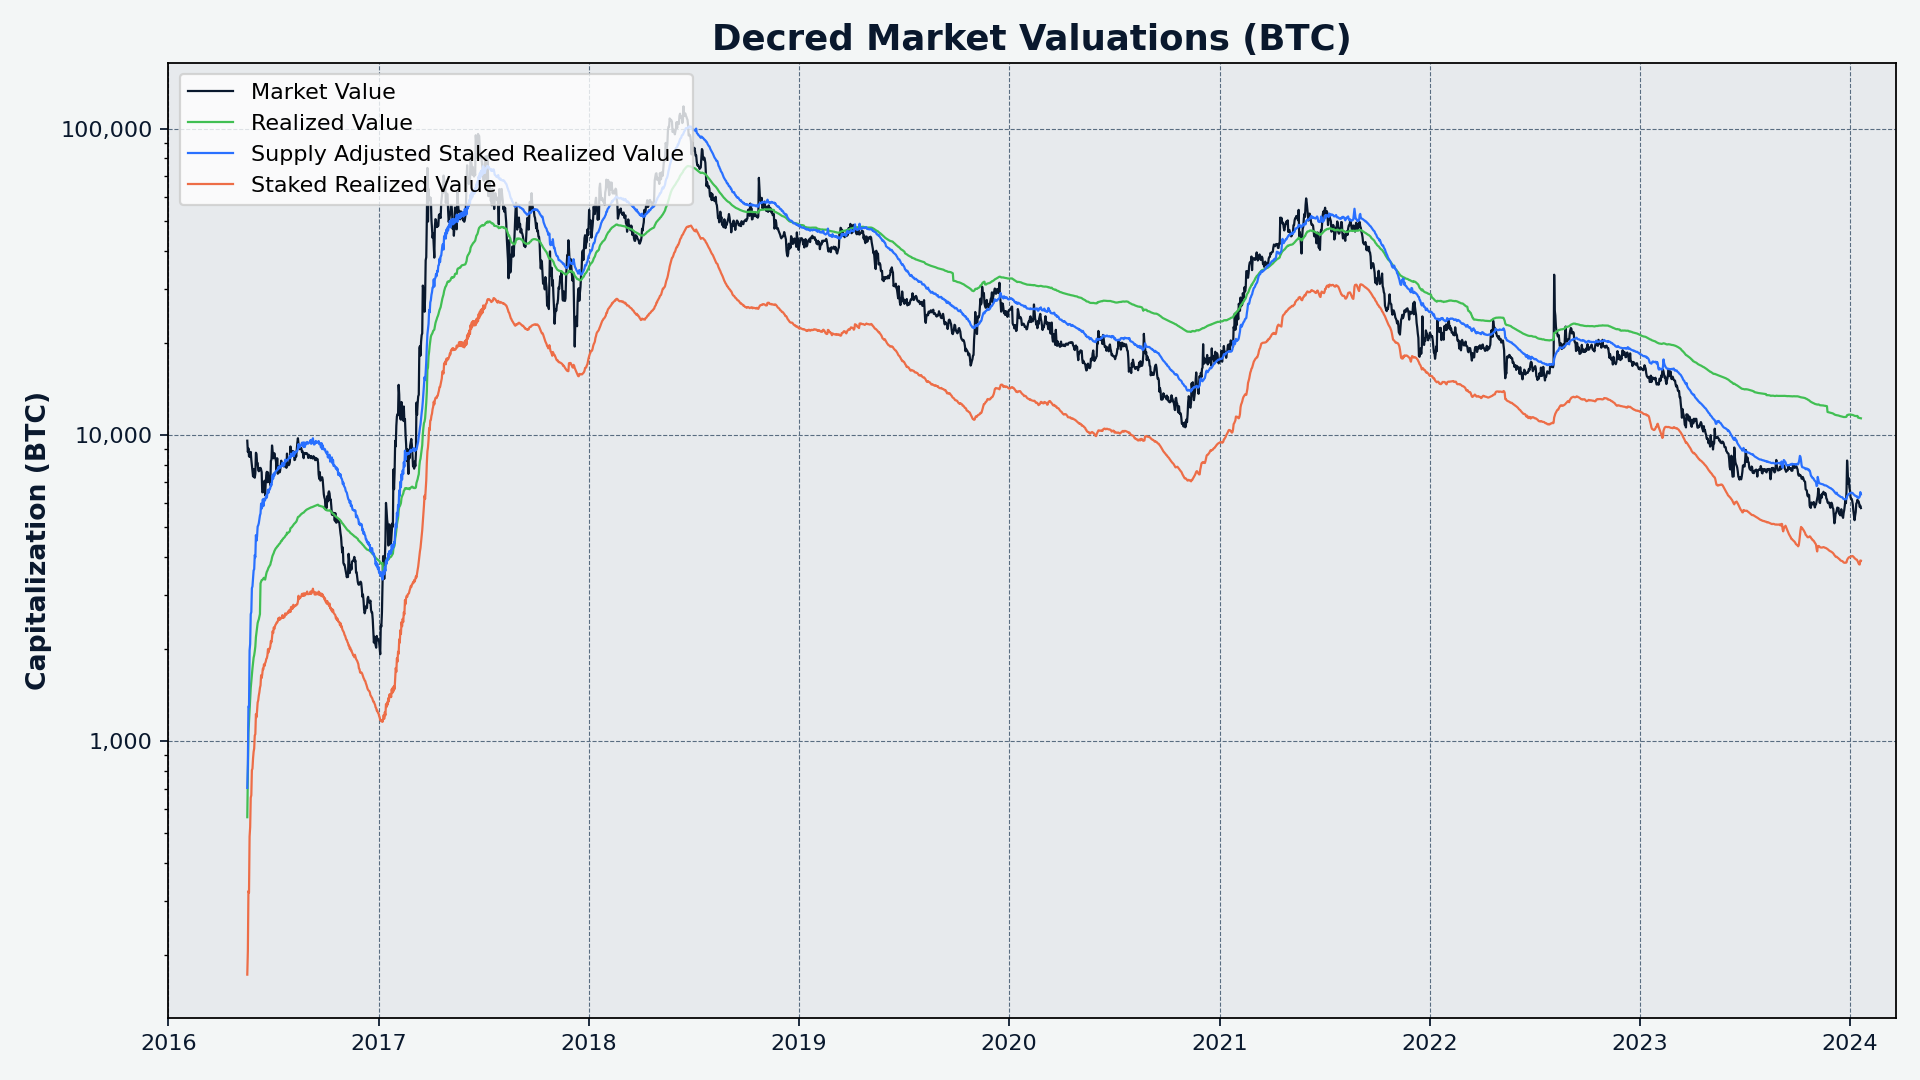 Decred Market Valuations (BTC)
Market Value
Realized Value
Supply Adjusted Staked Realized Value
Staked Realized Value
100,000
10,000
1,000
Capitalization (BTC)
2016 2017 2018 2019 2020 2021 2022 2023 2024